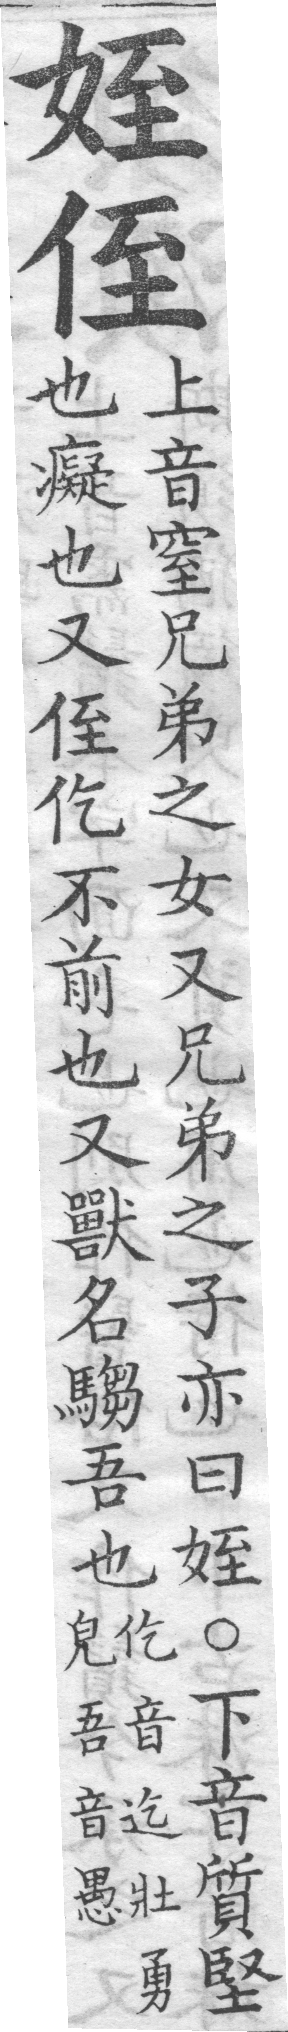 姪侄
上音窒兄弟之女又兄弟之子亦曰姪○下音質堅
也癡也又侄仡不前也又獸名騶吾也
仡音迄壯勇
皃吾音愚